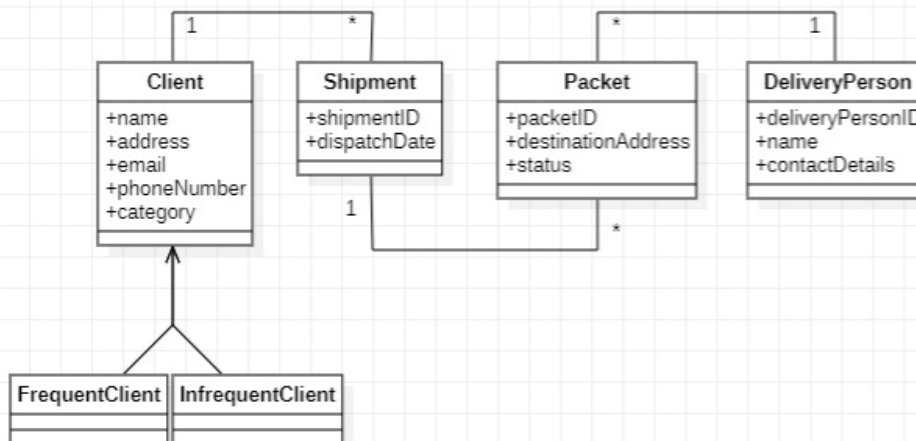 1
*
*
1
Client
+name
+address
+email
+phoneNumber
+category
Shipment
+shipmentID
+dispatchDate
Packet
+packetID
+destinationAddress
+status
DeliveryPerson
+deliveryPersonID
+name
+contactDetails
1
*
FrequentClient
InfrequentClient